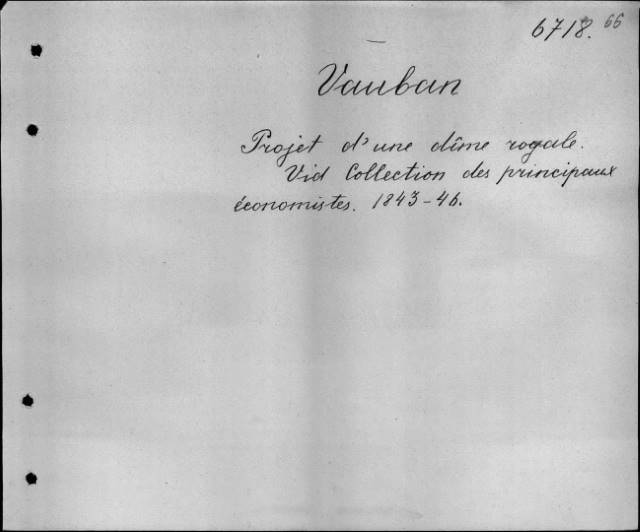 6718. 66
Vauban
Projet d'une dîme royale.
Vid Collection des principaux
économistes. 1843-46.